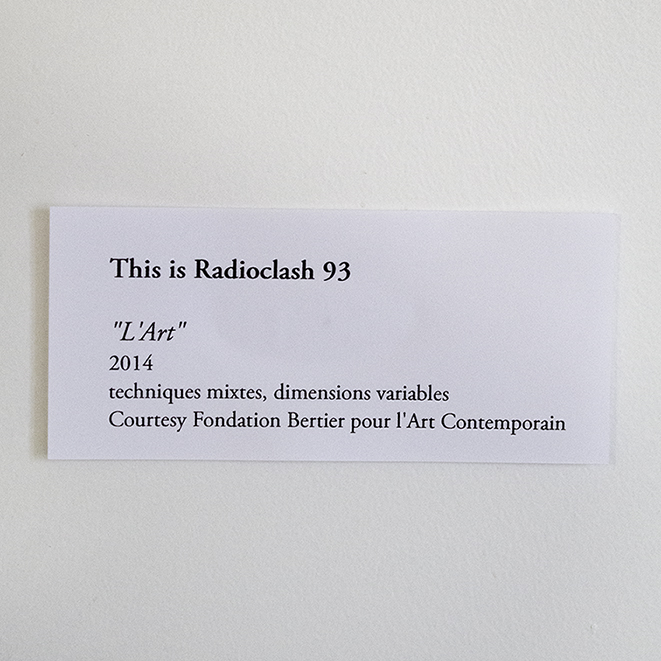 This is Radioclash 93
"L'Art"
2014
techniques mixtes, dimensions variables
Courtesy Fondation Bertier pour l'Art Contemporain